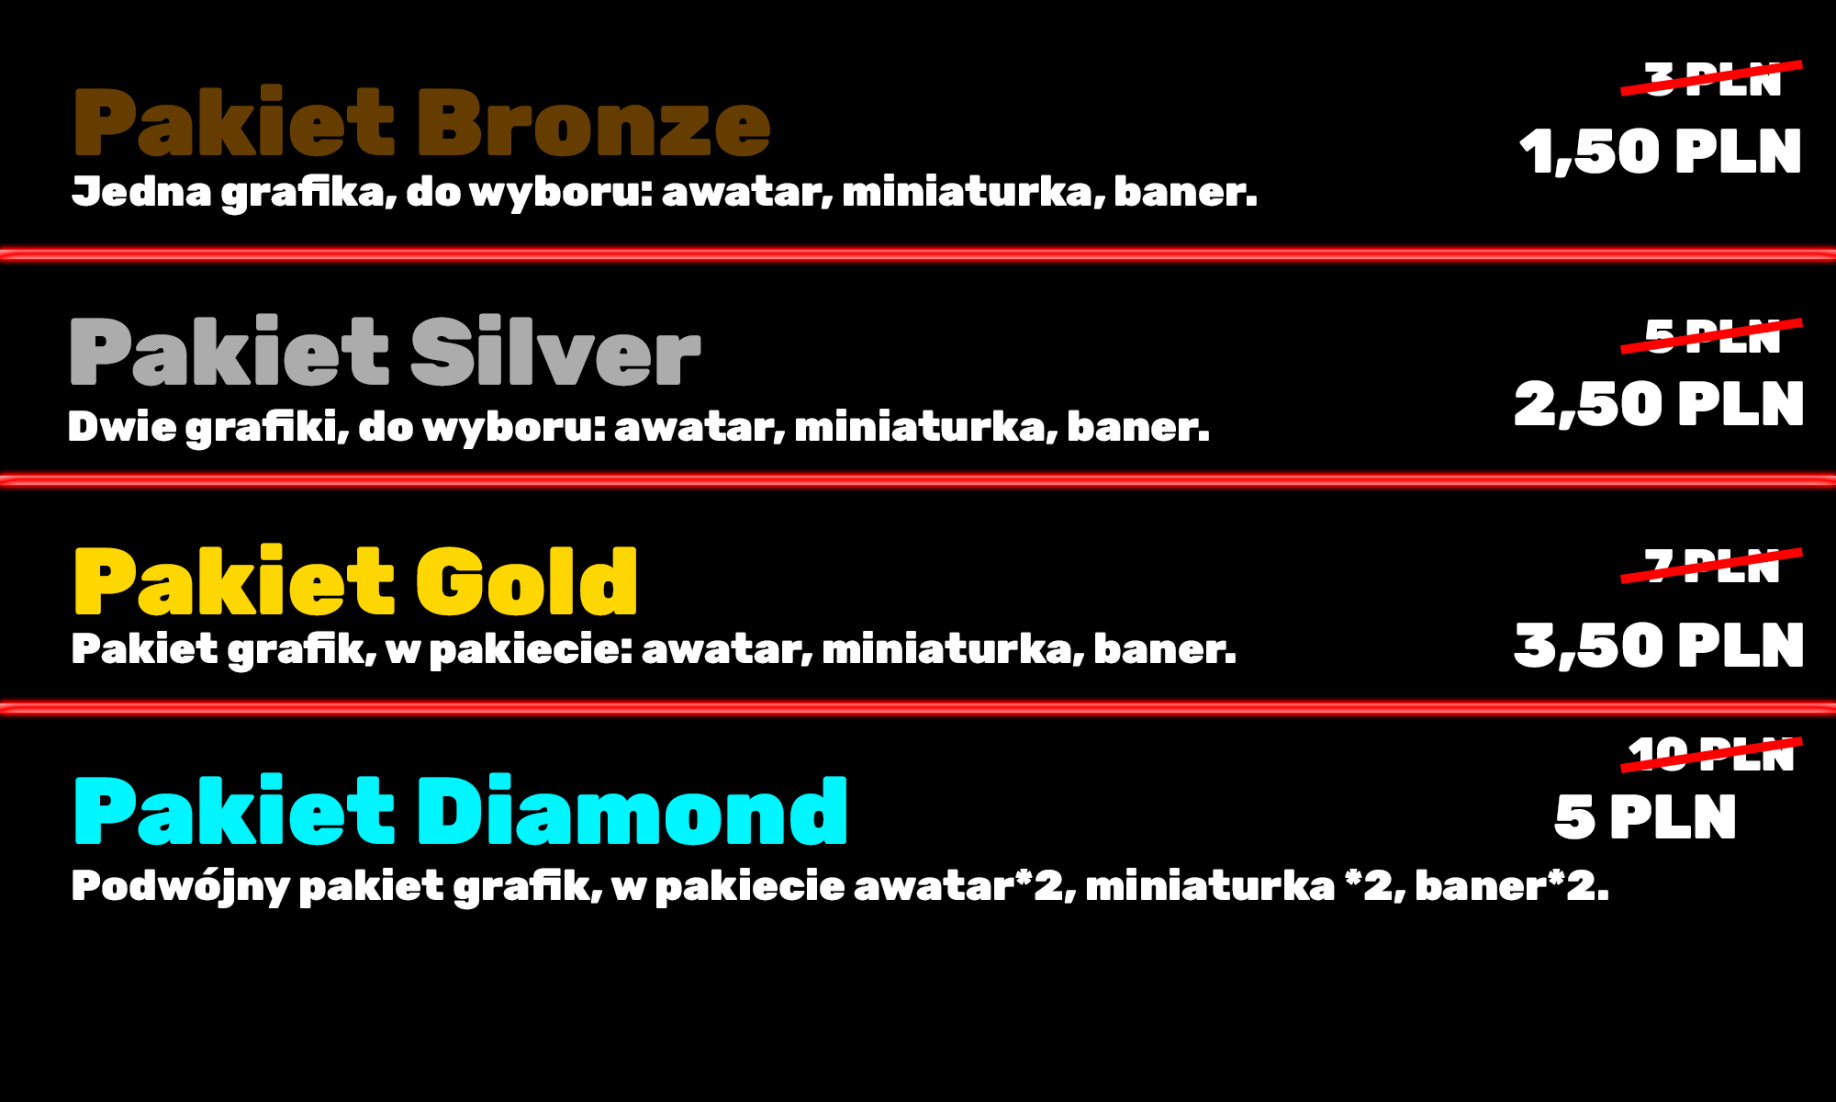 Pakiet Bronze
3 PLN
1,50 PLN
Jedna grafika, do wyboru: awatar, miniaturka, baner.
Pakiet Silver
5 PLN
2,50 PLN
Dwie grafiki, do wyboru: awatar, miniaturka, baner.
Pakiet Gold
7 PLN
3,50 PLN
Pakiet grafik, w pakiecie: awatar, miniaturka, baner.
Pakiet Diamond
10 PLN
5 PLN
Podwójny pakiet grafik, w pakiecie awatar*2, miniaturka *2, baner*2.